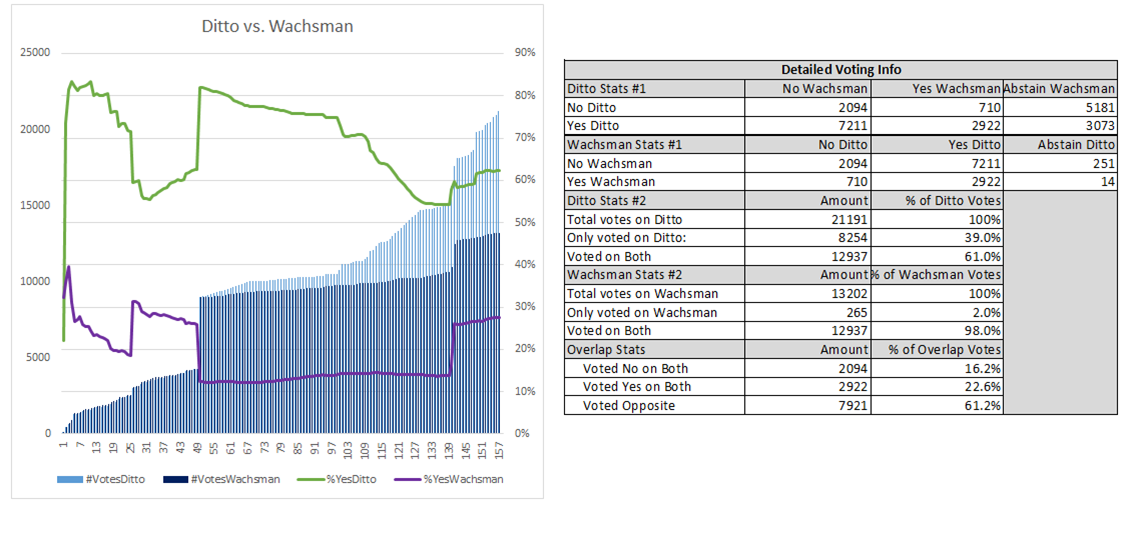 Ditto vs. Wachsman
25000
20000
15000
10000
5000
0
90%
80%
70%
60%
50%
40%
30%
20%
10%
0%
1 7 13 19 25 31 37 43 49 55 61 67 73 79 85 91 97 103 109 115 121 127 133 139 145 151 157
#VotesDitto #VotesWachsman %YesDitto %YesWachsman
Detailed Voting Info
Ditto Stats #1 No Wachsman Yes Wachsman Abstain Wachsman
No Ditto 2094 710 5181
Yes Ditto 7211 2922 3073
Wachsman Stats #1 No Ditto Yes Ditto Abstain Ditto
No Wachsman 2094 7211 251
Yes Wachsman 710 2922 14
Ditto Stats #2 Amount % of Ditto Votes
Total votes on Ditto 21191 100%
Only voted on Ditto: 8254 39.0%
Voted on Both 12937 61.0%
Wachsman Stats #2 Amount % of Wachsman Votes
Total votes on Wachsman 13202 100%
Only voted on Wachsman 265 2.0%
Voted on Both 12937 98.0%
Overlap Stats Amount % of Overlap Votes
Voted No on Both 2094 16.2%
Voted Yes on Both 2922 22.6%
Voted Opposite 7921 61.2%